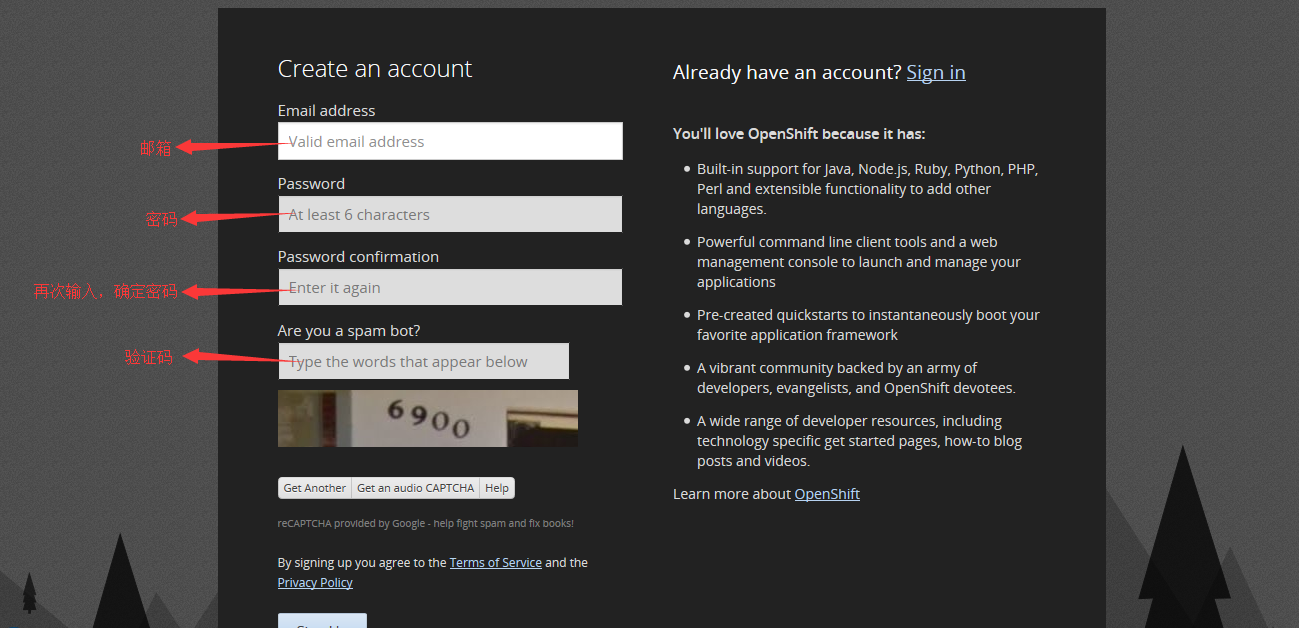 Create an account
Email address
邮箱
Valid email address
Password
密码
At least 6 characters
Password confirmation
再次输入，确定密码
Enter it again
Are you a spam bot?
验证码
Type the words that appear below
6900
Get Another
Get an audio CAPTCHA
Help
reCAPTCHA provided by Google - help fight spam and fix books!
By signing up you agree to the Terms of Service and the
Privacy Policy
Already have an account? Sign in
You'll love OpenShift because it has:
Built-in support for Java, Node.js, Ruby, Python, PHP,
Perl and extensible functionality to add other
languages.
Powerful command line client tools and a web
management console to launch and manage your
applications
Pre-created quickstarts to instantaneously boot your
favorite application framework
A vibrant community backed by an army of
developers, evangelists, and OpenShift devotees.
A wide range of developer resources, including
technology specific get started pages, how-to blog
posts and videos.
Learn more about OpenShift